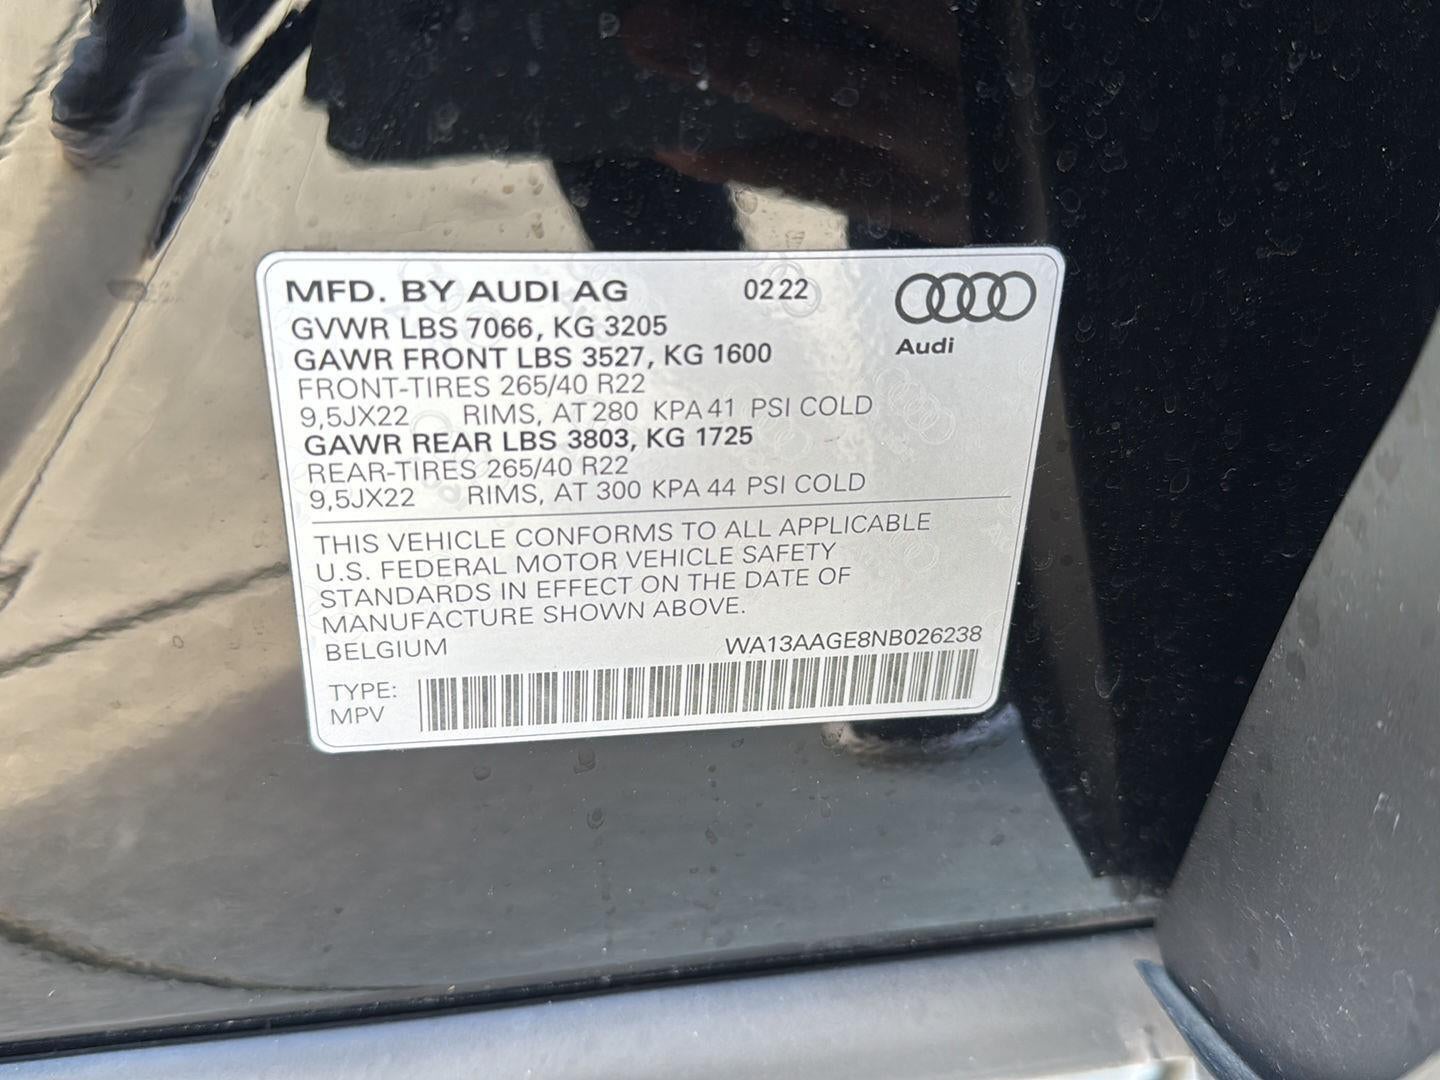 MFD. BY AUDI AG 02 22
GVWR LBS 7066, KG 3205
GAWR FRONT LBS 3527, KG 1600
Audi
FRONT-TIRES 265/40 R22
9,5JX22 RIMS, AT 280 KPA 41 PSI COLD
GAWR REAR LBS 3803, KG 1725
REAR-TIRES 265/40 R22
9,5JX22 RIMS, AT 300 KPA 44 PSI COLD
THIS VEHICLE CONFORMS TO ALL APPLICABLE
U.S. FEDERAL MOTOR VEHICLE SAFETY
STANDARDS IN EFFECT ON THE DATE OF
MANUFACTURE SHOWN ABOVE.
BELGIUM WA13AAGE8NB026238
TYPE:
MPV